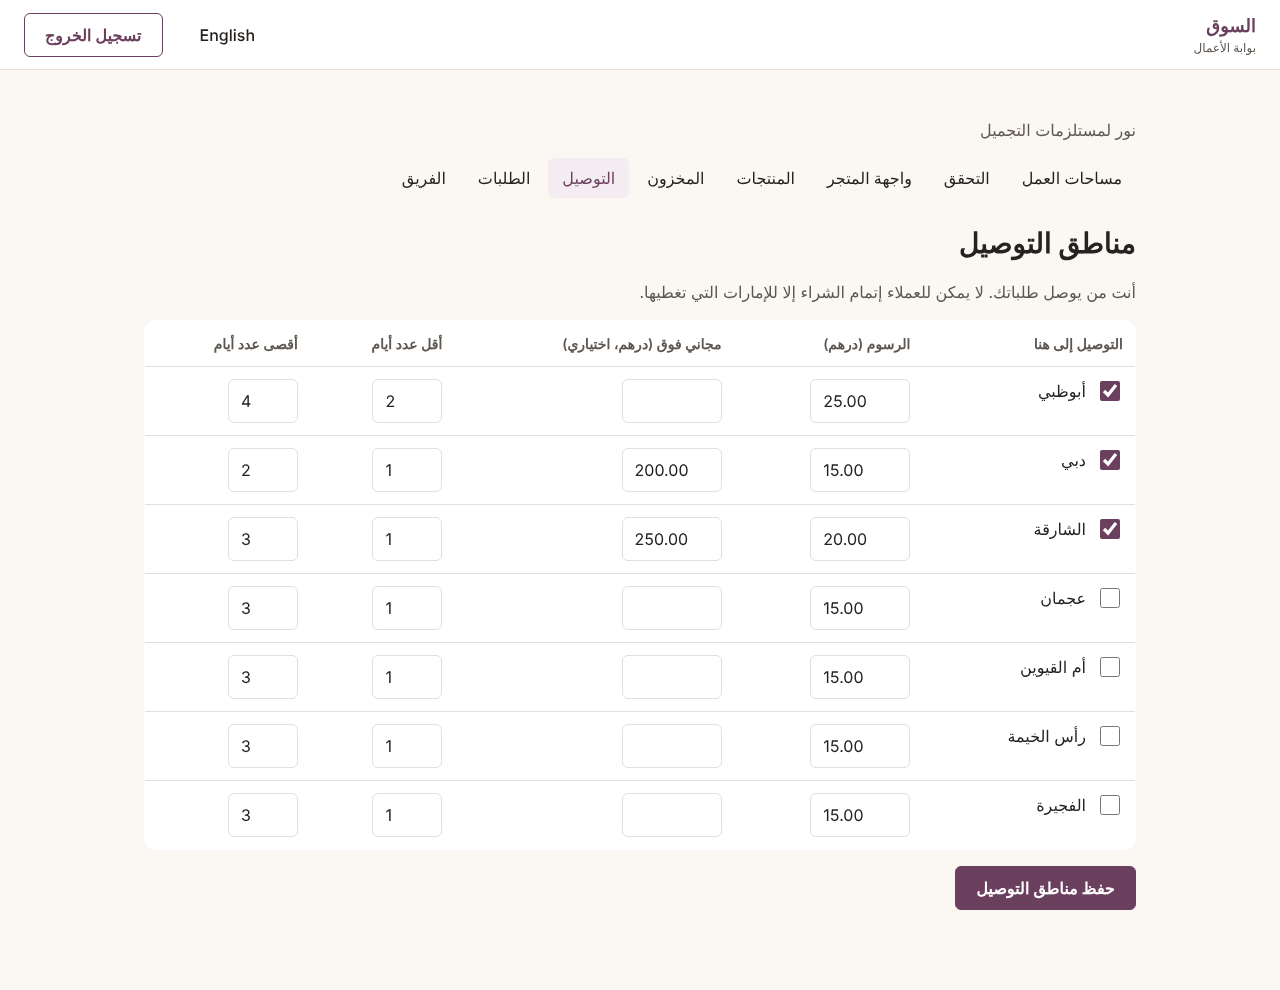 السوق
بوابة الأعمال
English
تسجيل الخروج
نور لمستلزمات التجميل
مساحات العمل التحقق واجهة المتجر المنتجات المخزون التوصيل الطلبات الفريق
مناطق التوصيل
أنت من يوصل طلباتك. لا يمكن للعملاء إتمام الشراء إلا للإمارات التي تغطيها.
التوصيل إلى هنا الرسوم (درهم) مجاني فوق (درهم، اختياري) أقل عدد أيام أقصى عدد أيام
أبوظبي 25.00 2 4
دبي 15.00 200.00 1 2
الشارقة 20.00 250.00 1 3
عجمان 15.00 1 3
أم القيوين 15.00 1 3
رأس الخيمة 15.00 1 3
الفجيرة 15.00 1 3
حفظ مناطق التوصيل